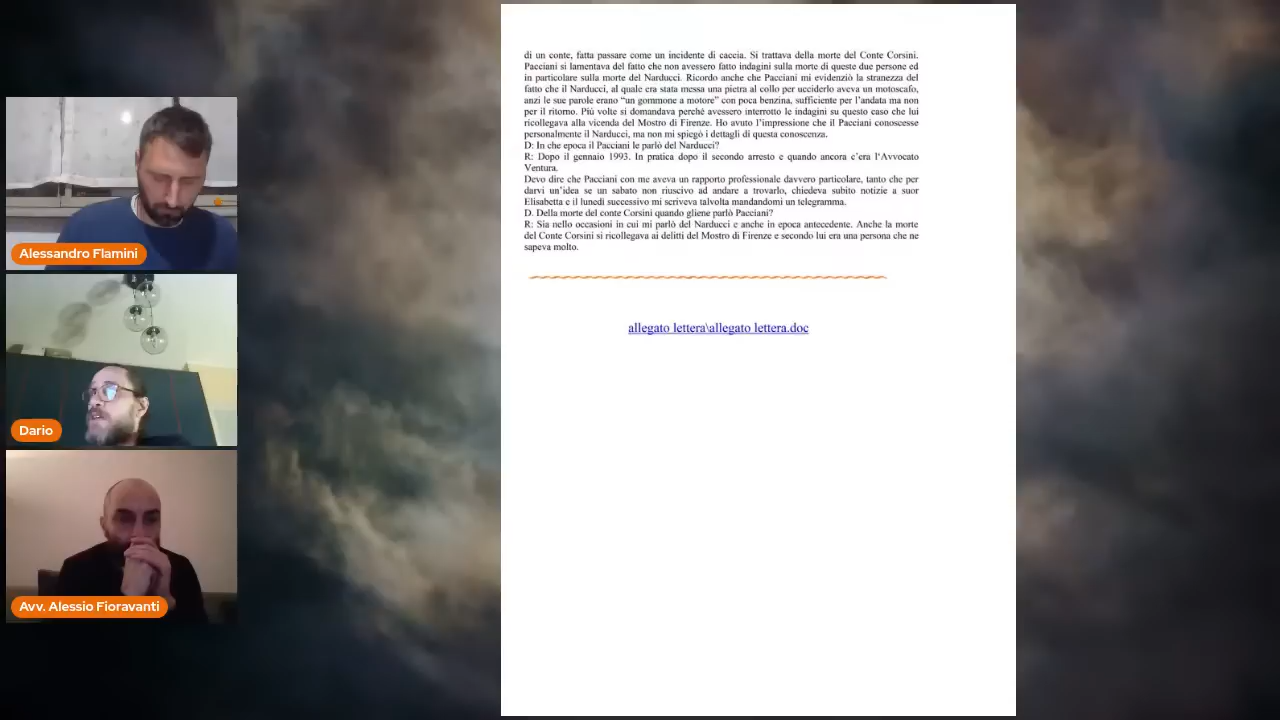 Alessandro Flamini
Dario
Avv. Alessio Fioravanti
di un conte, fatta passare come un incidente di caccia. Si trattava della morte del Conte Corsini.
Pacciani si lamentava del fatto che non avessero fatto indagini sulla morte di queste due persone ed
in particolare sulla morte del Narducci. Ricordo anche che Pacciani mi evidenziò la stranezza del
fatto che il Narducci, al quale era stata messa una pietra al collo per ucciderlo aveva un motoscafo,
anzi le sue parole erano “un gommone a motore” con poca benzina, sufficiente per l’andata ma non
per il ritorno. Più volte si domandava perchè avessero interrotto le indagini su questo caso che lui
ricollegava alla vicenda del Mostro di Firenze. Ho avuto l’impressione che il Pacciani conoscesse
personalmente il Narducci, ma non mi spiegò i dettagli di questa conoscenza.
D: In che epoca il Pacciani le parlò del Narducci?
R: Dopo il gennaio 1993. In pratica dopo il secondo arresto e quando ancora c’era l’Avvocato
Ventura.
Devo dire che Pacciani con me aveva un rapporto professionale davvero particolare, tanto che per
darvi un’idea se un sabato non riuscivo ad andare a trovarlo, chiedeva subito notizie a suor
Elisabetta e il lunedì successivo mi scriveva talvolta mandandomi un telegramma.
D. Della morte del conte Corsini quando gliene parlò Pacciani?
R: Sia nello occasioni in cui mi parlò del Narducci e anche in epoca antecedente. Anche la morte
del Conte Corsini si ricollegava ai delitti del Mostro di Firenze e secondo lui era una persona che ne
sapeva molto.
allegato lettera\allegato lettera.doc